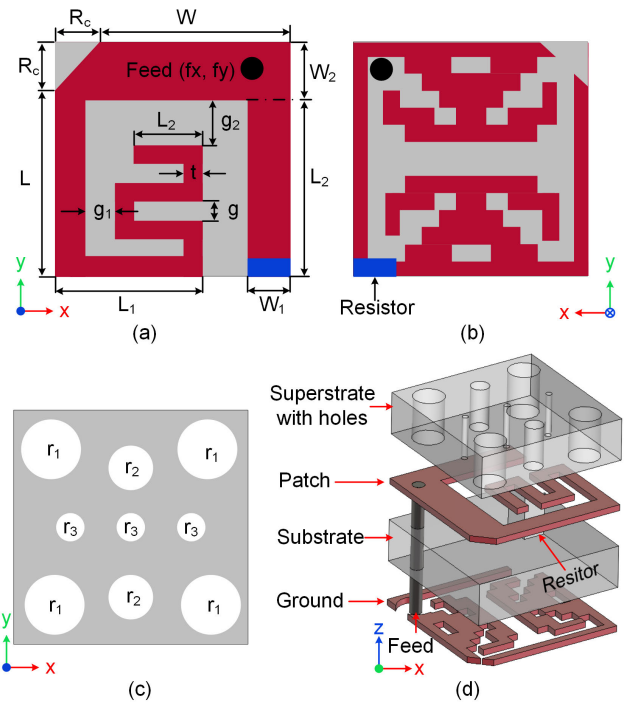 Rc W
Rc
Feed (fx, fy)
W2
L2 g2
L t L2
g1 g
L1 W1
y
x
(a)
Resistor
y
x
(b)
r1 r1
r2
r3 r3 r3
r1 r2 r1
y
x
(c)
Superstrate
with holes
Patch
Substrate
Resitor
Ground
Feed
z
x
(d)